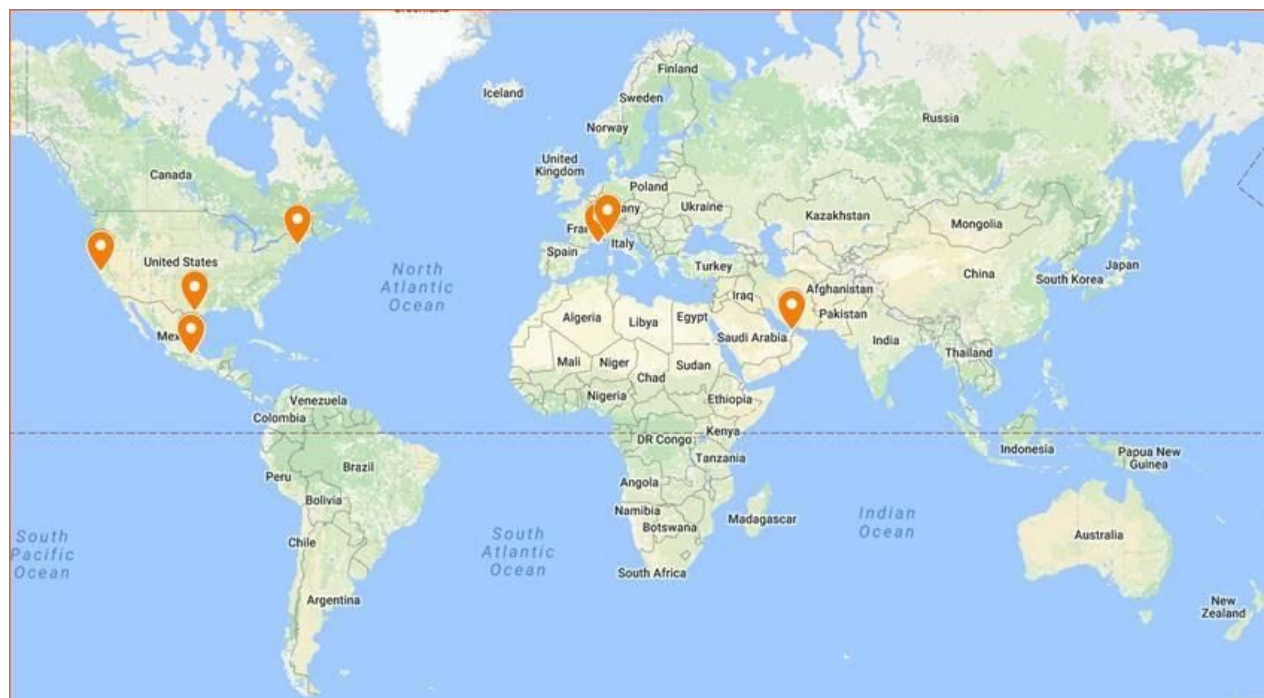 Iceland
Finland
Sweden
Norway
Russia
United
Kingdom
Canada
Poland
Ukraine
Kazakhstan
Mongolia
Italy
Spain
United States
North
Atlantic
Ocean
Turkey
China
South Korea
Japan
Iraq
Afghanistan
Pakistan
Algeria
Libya
Egypt
Saudi Arabia
India
Mali
Niger
Chad
Sudan
Thailand
Nigeria
Ethiopia
Venezuela
Colombia
Kenya
DR Congo
Tanzania
Indonesia
Papua New
Guinea
Peru
Brazil
Bolivia
Angola
Namibia
Botswana
Madagascar
Indian
Ocean
South
Pacific
Ocean
South
Atlantic
Ocean
Chile
Australia
South Africa
Argentina
New
Zealand